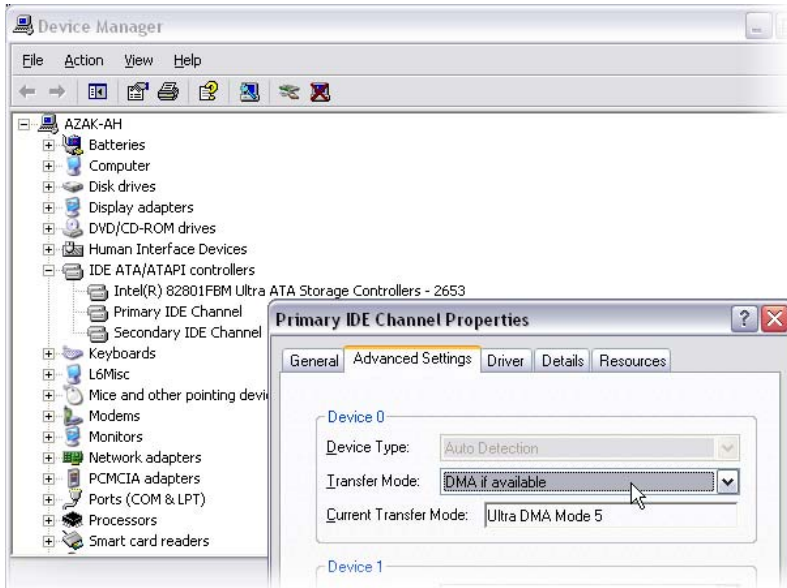 Device Manager
File Action View Help
AZAK-AH
Batteries
Computer
Disk drives
Display adapters
DVD/CD-ROM drives
Human Interface Devices
IDE ATA/ATAPI controllers
Intel(R) 82801FBM Ultra ATA Storage Controllers - 2653
Primary IDE Channel
Secondary IDE Channel
Keyboards
L6Misc
Mice and other pointing devi
Modems
Monitors
Network adapters
PCMCIA adapters
Ports (COM & LPT)
Processors
Smart card readers
Primary IDE Channel Properties
General Advanced Settings Driver Details Resources
Device 0
Device Type: Auto Detection
Transfer Mode: DMA if available
Current Transfer Mode: Ultra DMA Mode 5
Device 1